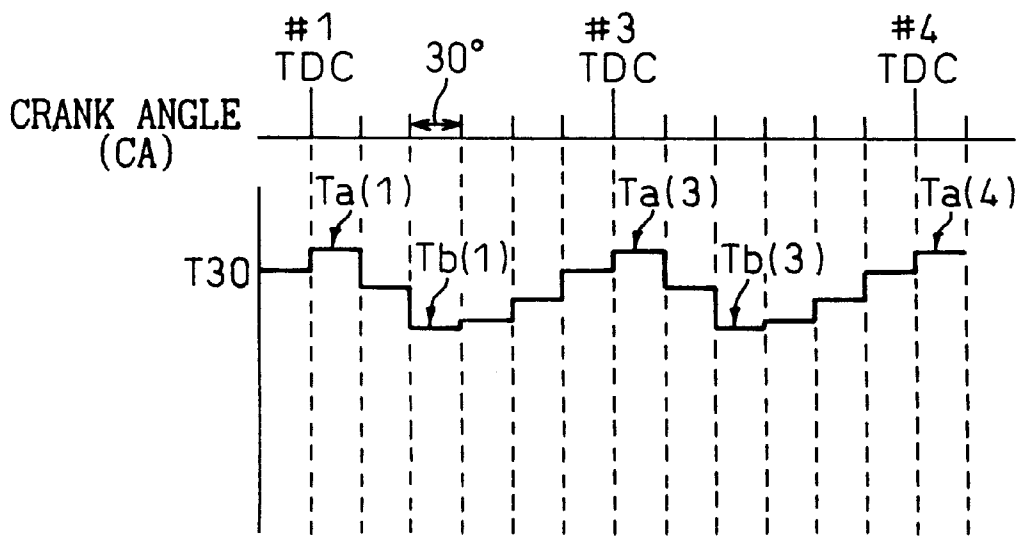 #1
TDC
30°
#3
TDC
#4
TDC
CRANK ANGLE
(CA)
Ta(1)
Ta(3)
Ta(4)
T30
Tb(1)
Tb(3)